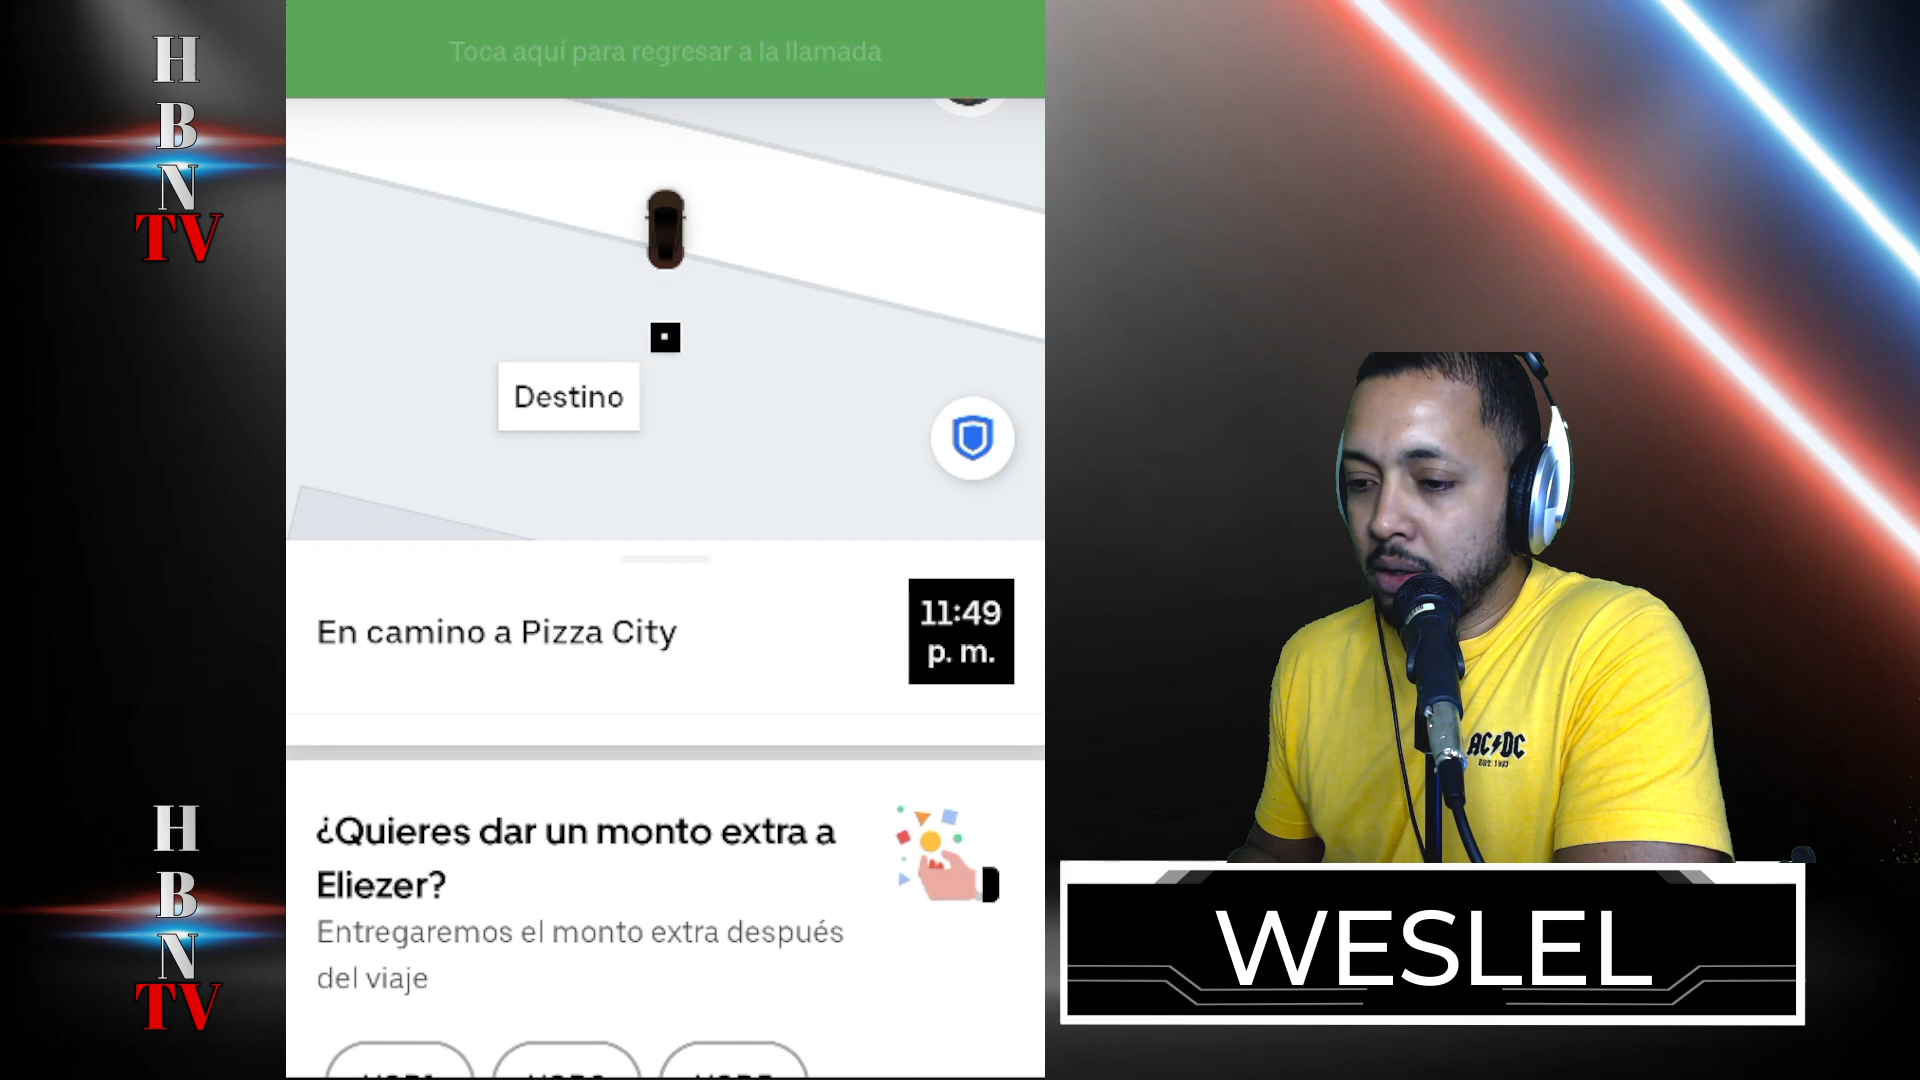 H
B
N
TV
Toca aquí para regresar a la llamada
Destino
En camino a Pizza City
11:49
p. m.
¿Quieres dar un monto extra a
Eliezer?
Entregaremos el monto extra después
del viaje
H
B
N
TV
AC⚡DC
WESLEL